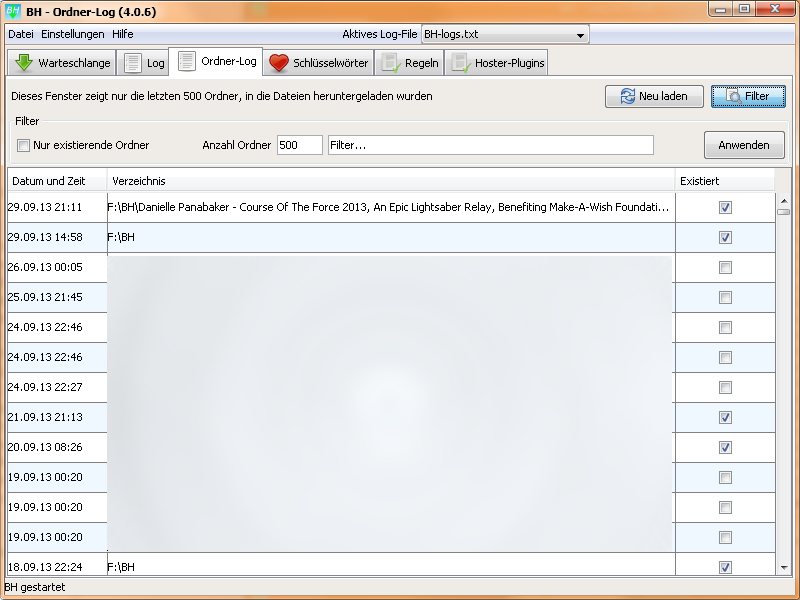 BH - Ordner-Log (4.0.6)
Datei Einstellungen Hilfe Aktives Log-File BH-logs.txt
Warteschlange Log Ordner-Log Schlüsselwörter Regeln Hoster-Plugins
Dieses Fenster zeigt nur die letzten 500 Ordner, in die Dateien heruntergeladen wurden Neu laden Filter
Filter
Nur existierende Ordner Anzahl Ordner 500 Filter... Anwenden
Datum und Zeit Verzeichnis Existiert
29.09.13 21:11 F:\BH\Danielle Panabaker - Course Of The Force 2013, An Epic Lightsaber Relay, Benefiting Make-A-Wish Foundati...
29.09.13 14:58 F:\BH
26.09.13 00:05
25.09.13 21:45
24.09.13 22:46
24.09.13 22:46
24.09.13 22:27
21.09.13 21:13
20.09.13 08:26
19.09.13 00:20
19.09.13 00:20
19.09.13 00:20
18.09.13 22:24 F:\BH
BH gestartet